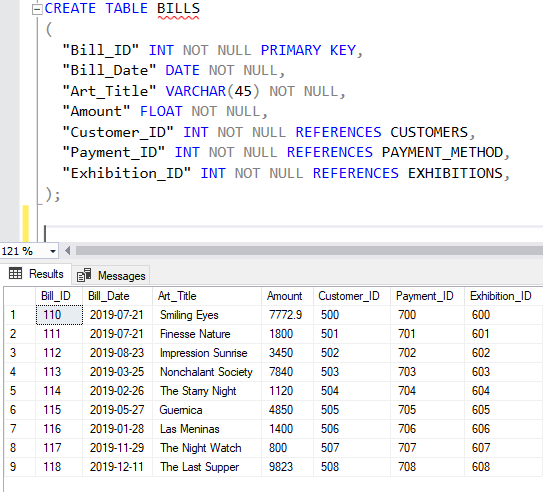 CREATE TABLE BILLS
(
"Bill_ID" INT NOT NULL PRIMARY KEY,
"Bill_Date" DATE NOT NULL,
"Art_Title" VARCHAR(45) NOT NULL,
"Amount" FLOAT NOT NULL,
"Customer_ID" INT NOT NULL REFERENCES CUSTOMERS,
"Payment_ID" INT NOT NULL REFERENCES PAYMENT_METHOD,
"Exhibition_ID" INT NOT NULL REFERENCES EXHIBITIONS,
);
121 %
Results Messages
Bill_ID Bill_Date Art_Title Amount Customer_ID Payment_ID Exhibition_ID
1 110 2019-07-21 Smiling Eyes 7772.9 500 700 600
2 111 2019-07-21 Finesse Nature 1800 501 701 601
3 112 2019-08-23 Impression Sunrise 3450 502 702 602
4 113 2019-03-25 Nonchalant Society 7840 503 703 603
5 114 2019-02-26 The Starry Night 1120 504 704 604
6 115 2019-05-27 Guernica 4850 505 705 605
7 116 2019-01-28 Las Meninas 1400 506 706 606
8 117 2019-11-29 The Night Watch 800 507 707 607
9 118 2019-12-11 The Last Supper 9823 508 708 608